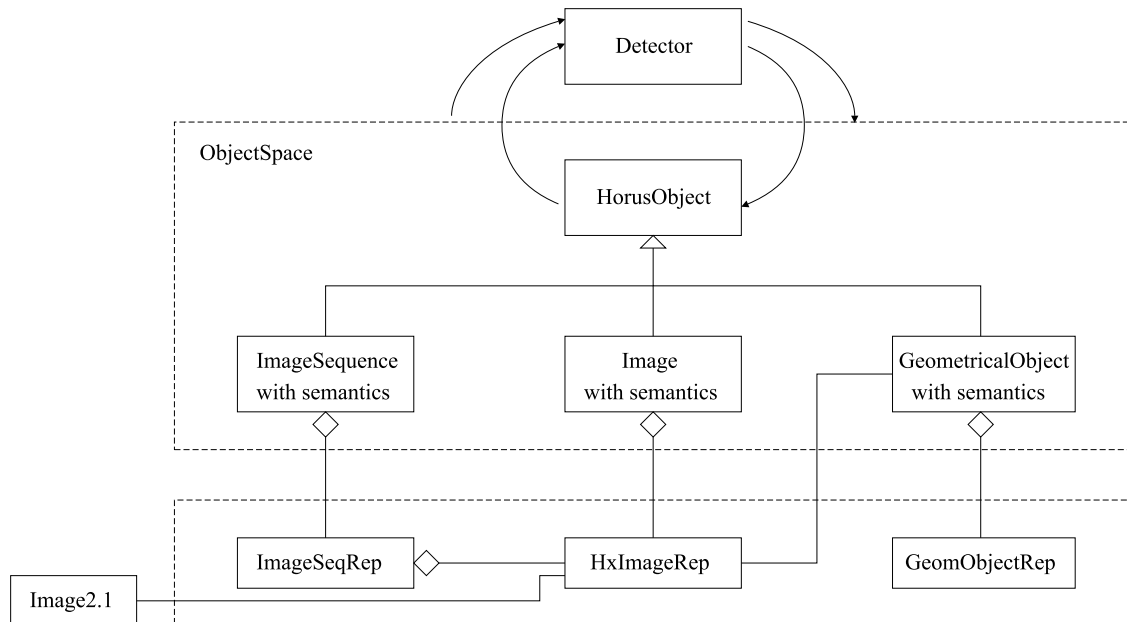 Detector
ObjectSpace
HorusObject
ImageSequence
with semantics
Image
with semantics
GeometricalObject
with semantics
ImageSeqRep
HxImageRep
GeomObjectRep
Image2.1